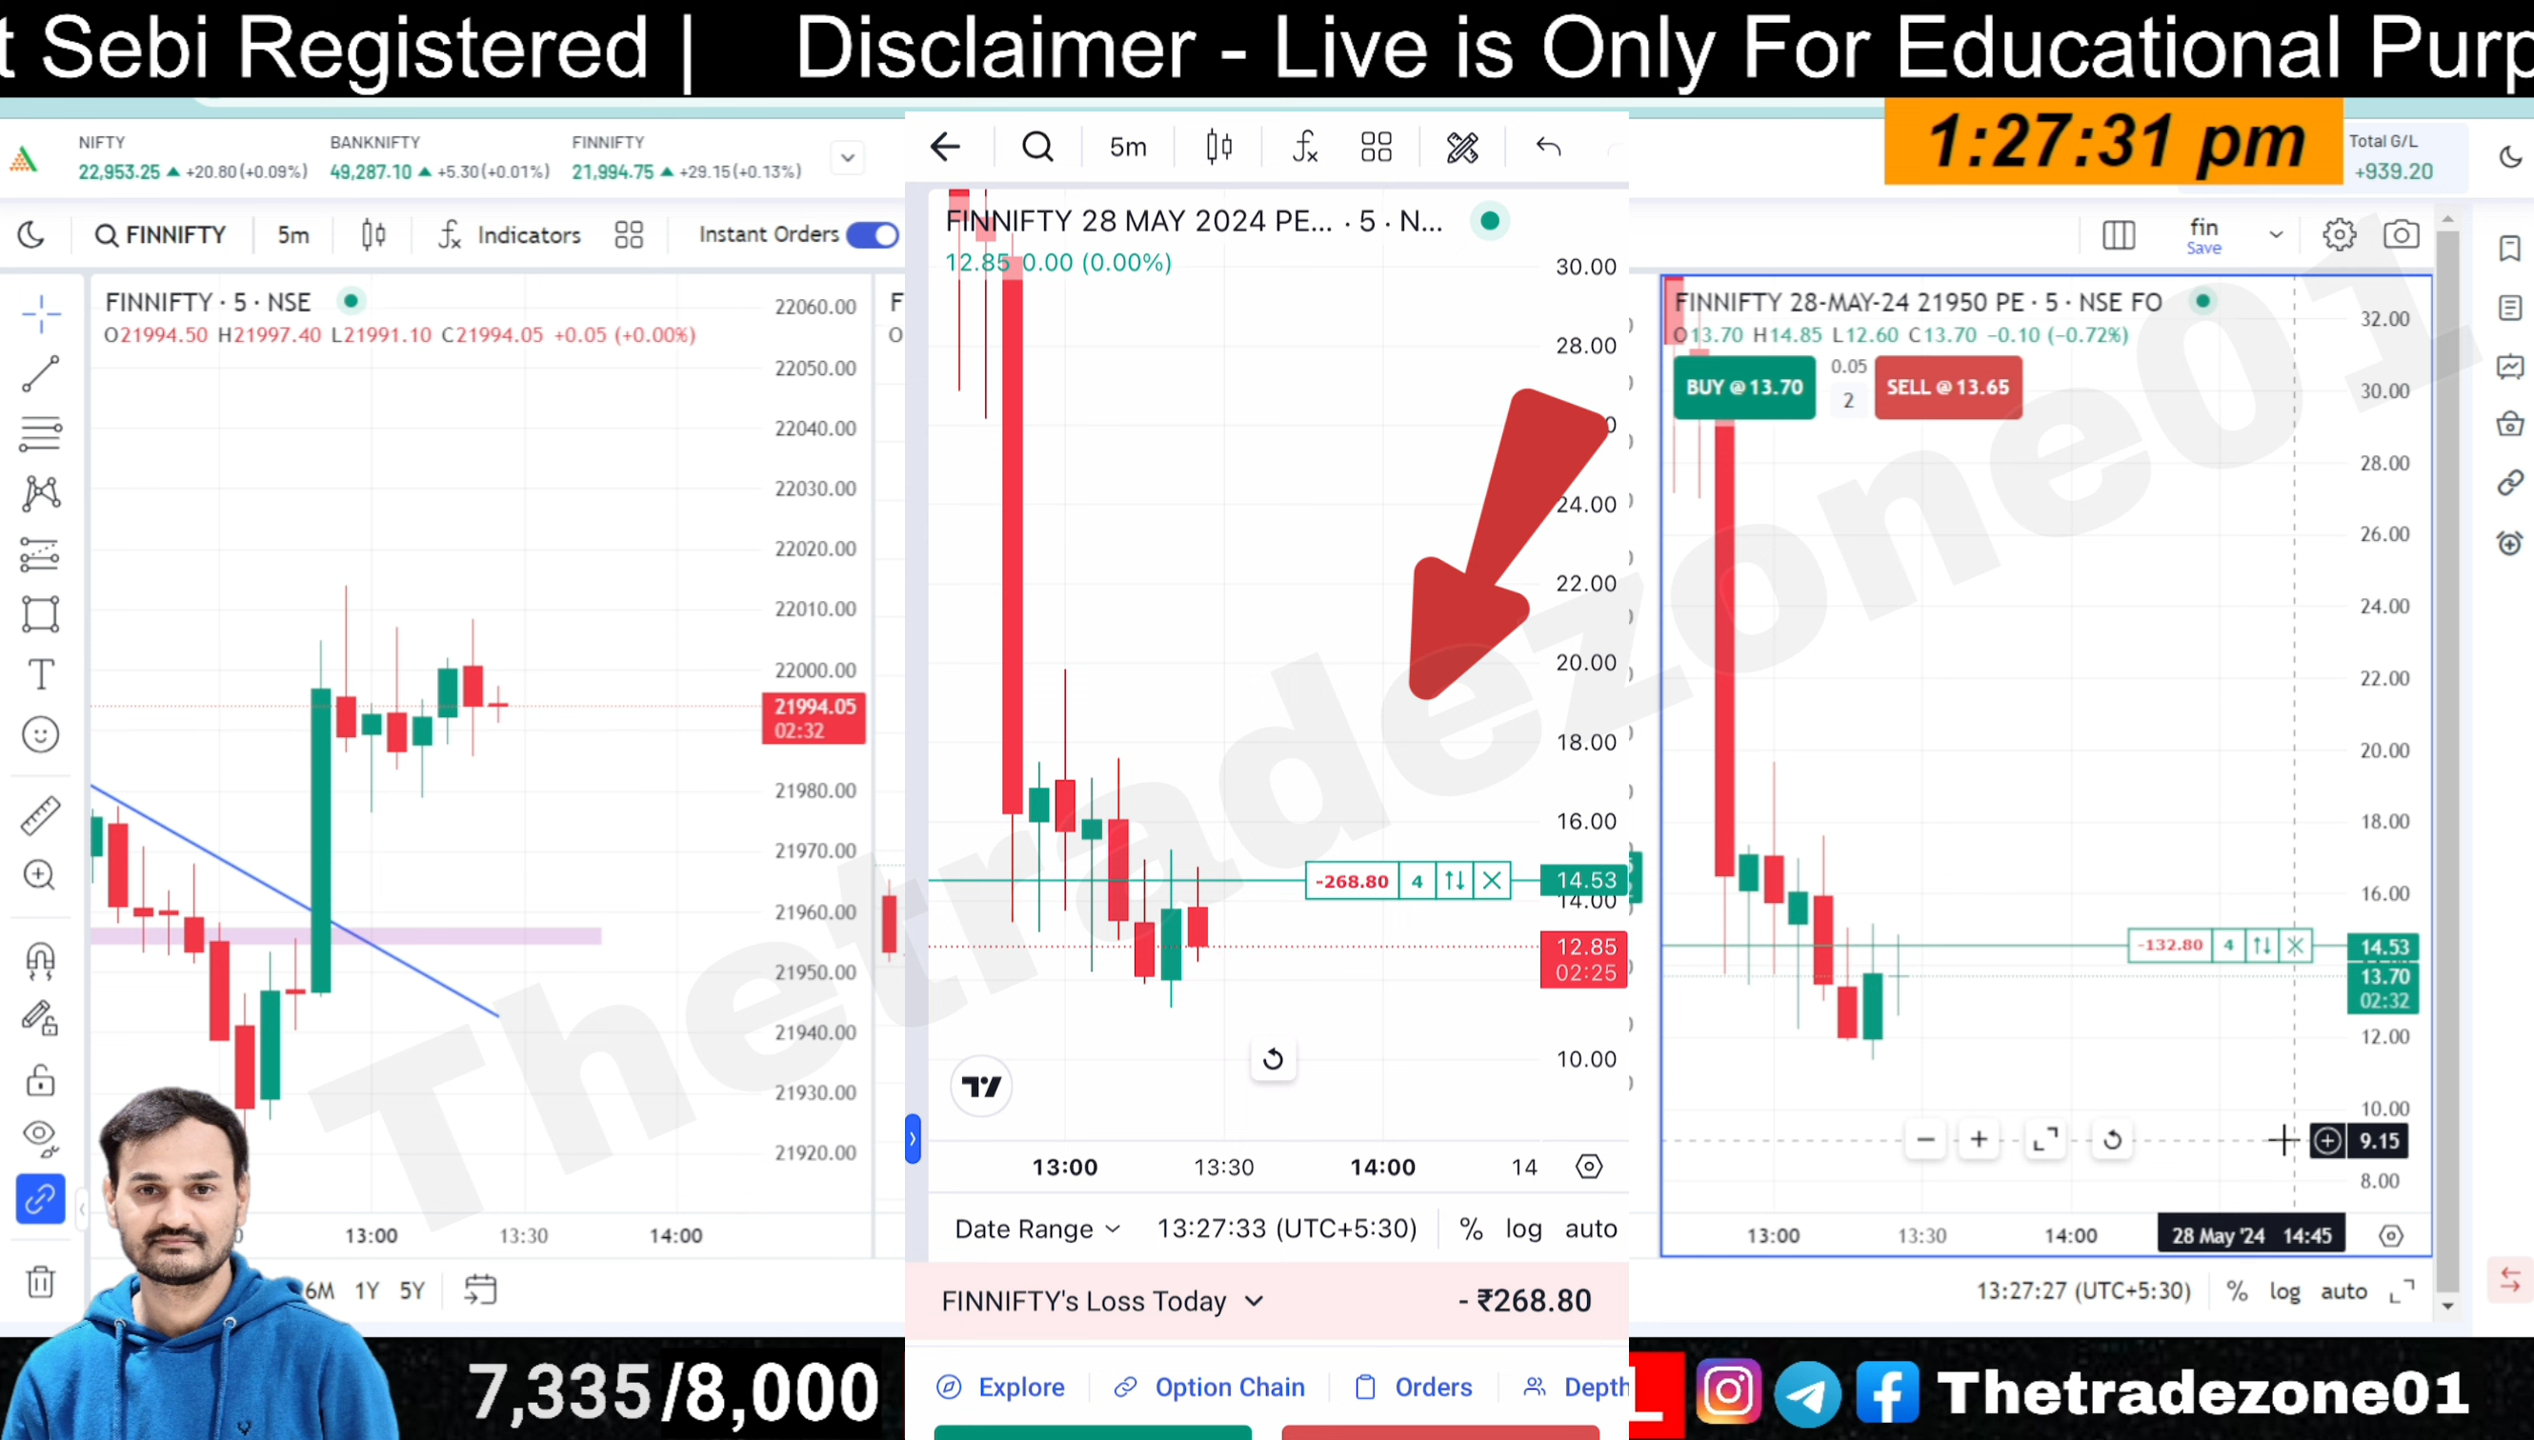 t Sebi Registered |    Disclaimer - Live is Only For Educational Purp
NIFTY
22,953.25 ▲ +20.80(+0.09%)
BANKNIFTY
49,287.10 ▲ +5.30(+0.01%)
FINNIFTY
21,994.75 ▲ +29.15(+0.13%)
1:27:31 pm
Total G/L
+939.20
FINNIFTY 5m Indicators Instant Orders
FINNIFTY · 5 · NSE
O21994.50 H21997.40 L21991.10 C21994.05 +0.05 (+0.00%)
22060.00
22050.00
22040.00
22030.00
22020.00
22010.00
22000.00
21994.05
02:32
21980.00
21970.00
21960.00
21950.00
21940.00
21930.00
21920.00
13:00 13:30 14:00
6M 1Y 5Y
F
O
5m
FINNIFTY 28 MAY 2024 PE... · 5 · N...
12.85 0.00 (0.00%)
30.00
28.00
24.00
22.00
20.00
18.00
16.00
-268.80 4 14.53
14.00
12.85
02:25
10.00
13:00 13:30 14:00 14
Date Range 13:27:33 (UTC+5:30) % log auto
FINNIFTY's Loss Today - ₹268.80
Explore Option Chain Orders Depth
fin
Save
FINNIFTY 28-MAY-24 21950 PE · 5 · NSE FO
O13.70 H14.85 L12.60 C13.70 −0.10 (−0.72%)
BUY @ 13.70 0.05 2 SELL @ 13.65
32.00
30.00
28.00
26.00
24.00
22.00
20.00
18.00
16.00
-132.80 4 14.53
13.70
02:32
12.00
10.00
9.15
8.00
13:00 13:30 14:00 28 May '24 14:45
13:27:27 (UTC+5:30) % log auto
Thetradezone01
7,335/8,000
Thetradezone01